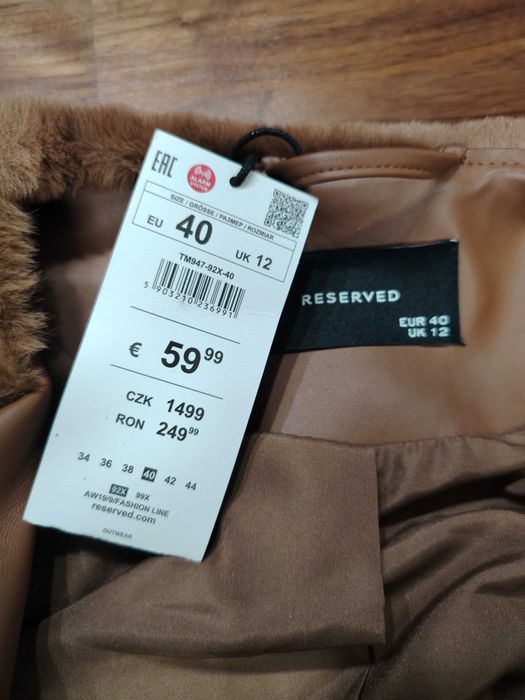 EAC
ALARM
SYSTEM
SIZE / GRÖSSE / РАЗМЕР / ROZMIAR
EU 40 UK 12
TM947-92X-40
5 903210 236991
€ 59 99
CZK 1499
RON 249 99
34 36 38 40 42 44
92X 99X
AW19/9/FASHION LINE
reserved.com
OUTWEAR
RESERVED
EUR 40
UK 12